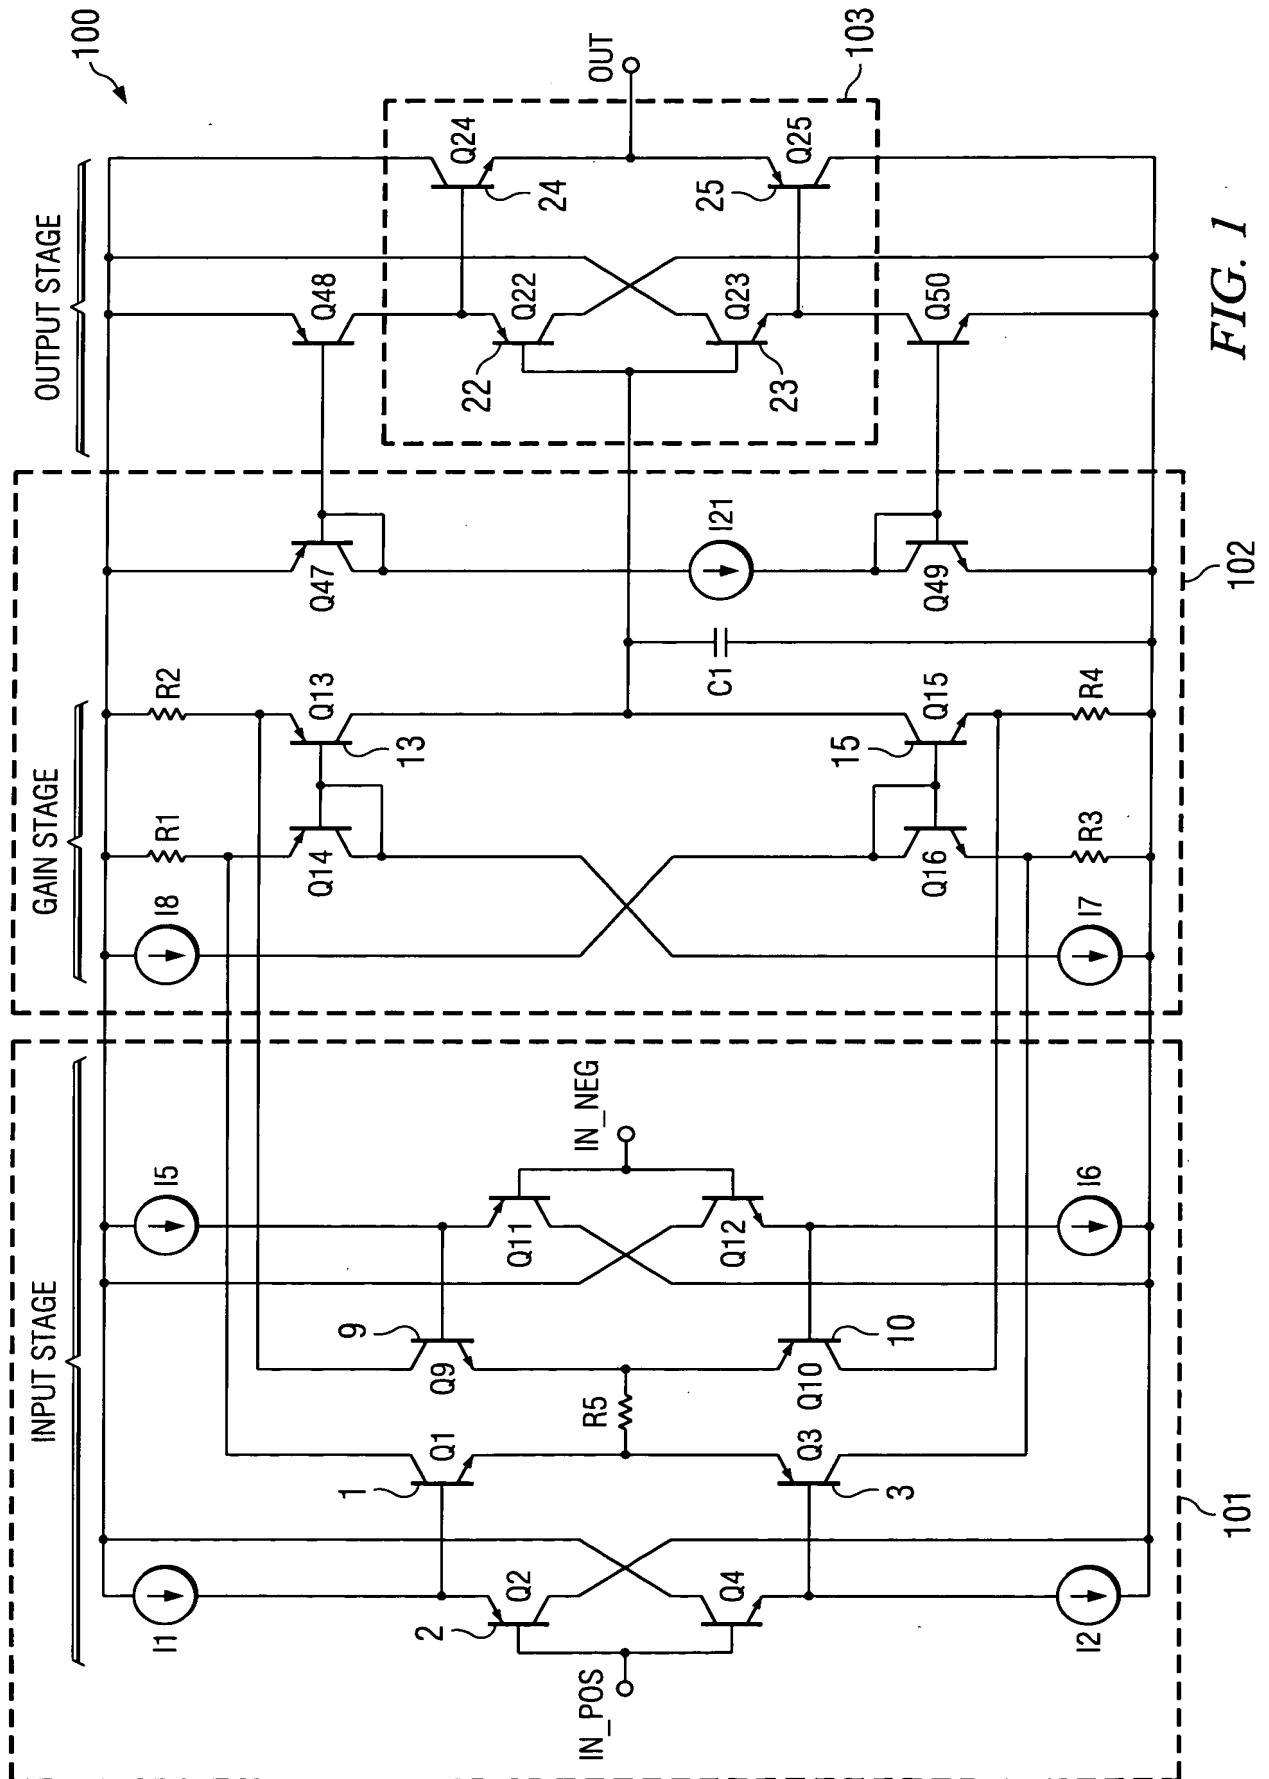 100
INPUT STAGE
GAIN STAGE
OUTPUT STAGE
I1
I5
I8
R1
R2
Q14
Q13
13
Q47
Q48
1
Q1
9
Q9
2
Q2
Q11
22
Q22
24
Q24
IN_POS
R5
IN_NEG
C1
I21
OUT
Q4
Q12
23
Q23
25
Q25
Q3
3
Q10
10
Q16
15
Q15
Q49
Q50
103
I2
I6
I7
R3
R4
101
102
FIG. 1